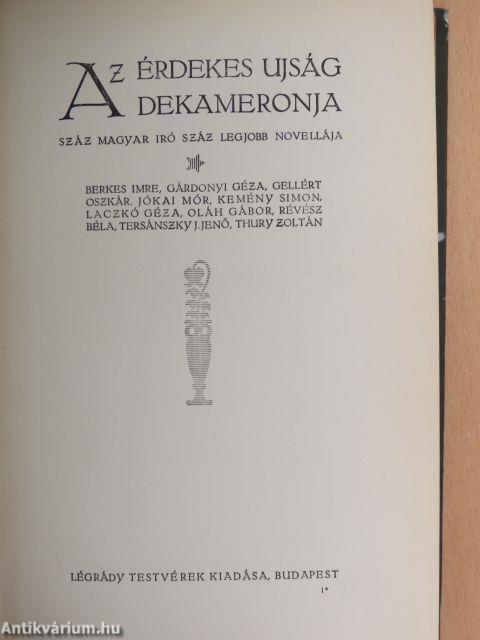 AZ ÉRDEKES UJSÁG
DEKAMERONJA
SZÁZ MAGYAR IRÓ SZÁZ LEGJOBB NOVELLÁJA
BERKES IMRE, GÁRDONYI GÉZA, GELLÉRT
OSZKÁR, JÓKAI MÓR, KEMÉNY SIMON,
LACZKÓ GÉZA, OLÁH GÁBOR, RÉVÉSZ
BÉLA, TERSÁNSZKY J.JENŐ, THURY ZOLTÁN
LÉGRÁDY TESTVÉREK KIADÁSA, BUDAPEST
1*
Antikvárium.hu